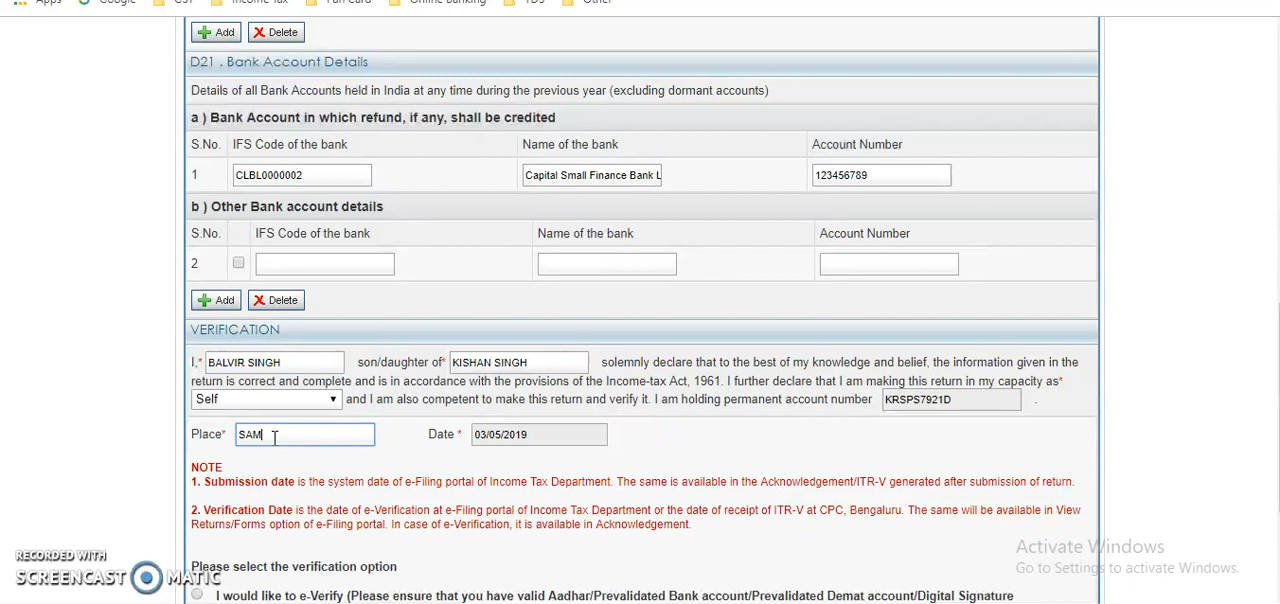 Apps Google GST Income Tax Pan Card Online Banking TDS Other
Add Delete
D21 . Bank Account Details
Details of all Bank Accounts held in India at any time during the previous year (excluding dormant accounts)
a ) Bank Account in which refund, if any, shall be credited
S.No. IFS Code of the bank Name of the bank Account Number
1 CLBL0000002 Capital Small Finance Bank L 123456789
b ) Other Bank account details
S.No. IFS Code of the bank Name of the bank Account Number
2
Add Delete
VERIFICATION
I,* BALVIR SINGH son/daughter of* KISHAN SINGH solemnly declare that to the best of my knowledge and belief, the information given in the
return is correct and complete and is in accordance with the provisions of the Income-tax Act, 1961. I further declare that I am making this return in my capacity as*
Self and I am also competent to make this return and verify it. I am holding permanent account number KRSPS7921D .
Place* SAM Date * 03/05/2019
NOTE
1. Submission date is the system date of e-Filing portal of Income Tax Department. The same is available in the Acknowledgement/ITR-V generated after submission of return.
2. Verification Date is the date of e-Verification at e-Filing portal of Income Tax Department or the date of receipt of ITR-V at CPC, Bengaluru. The same will be available in View
Returns/Forms option of e-Filing portal. In case of e-Verification, it is available in Acknowledgement.
Please select the verification option
I would like to e-Verify (Please ensure that you have valid Aadhar/Prevalidated Bank account/Prevalidated Demat account/Digital Signature
Activate Windows
Go to Settings to activate Windows.
RECORDED WITH
SCREENCAST MATIC